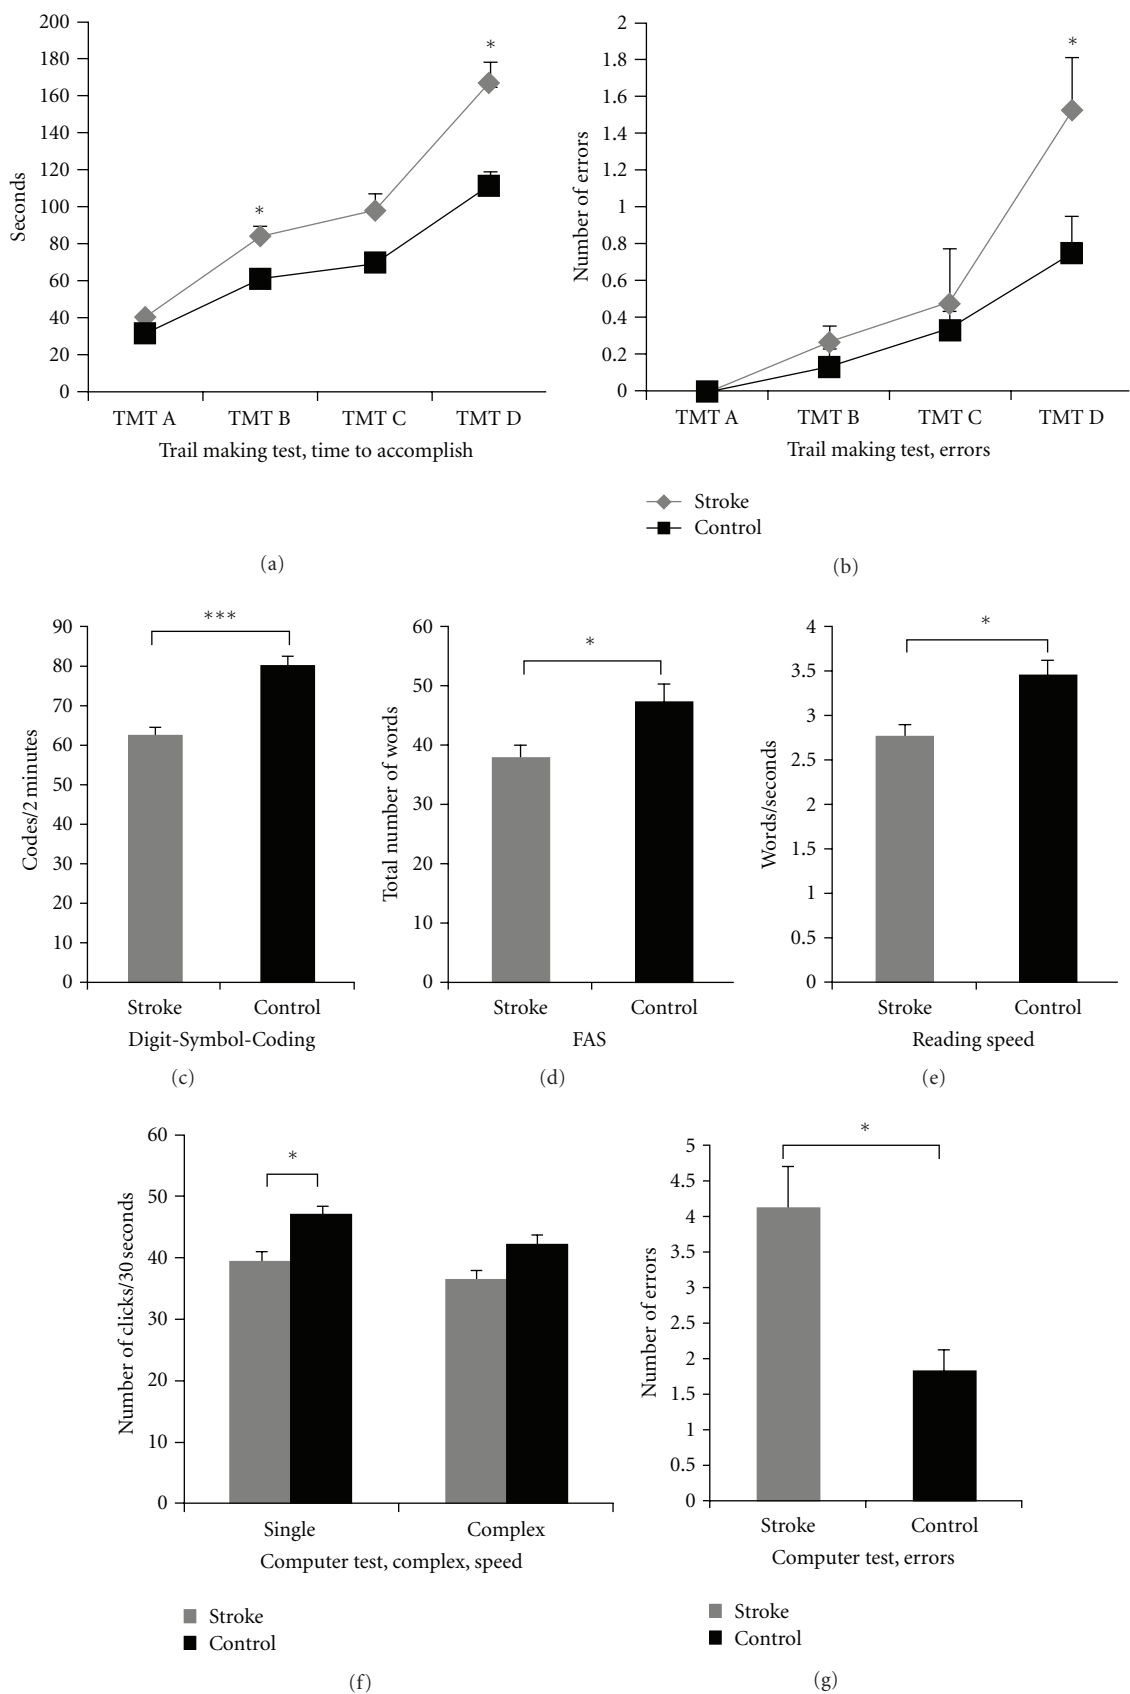 200
180
160
140
120
100
80
60
40
20
0
Seconds
*
*
TMT A TMT B TMT C TMT D
Trail making test, time to accomplish
(a)
2
1.8
1.6
1.4
1.2
1
0.8
0.6
0.4
0.2
0
Number of errors
*
TMT A TMT B TMT C TMT D
Trail making test, errors
Stroke
Control
(b)
90
80
70
60
50
40
30
20
10
0
Codes/2 minutes
***
Stroke Control
Digit-Symbol-Coding
(c)
60
50
40
30
20
10
0
Total number of words
*
Stroke Control
FAS
(d)
4
3.5
3
2.5
2
1.5
1
0.5
0
Words/seconds
*
Stroke Control
Reading speed
(e)
60
50
40
30
20
10
0
Number of clicks/30 seconds
*
Single Complex
Computer test, complex, speed
Stroke
Control
(f)
5
4.5
4
3.5
3
2.5
2
1.5
1
0.5
0
Number of errors
*
Stroke Control
Computer test, errors
Stroke
Control
(g)